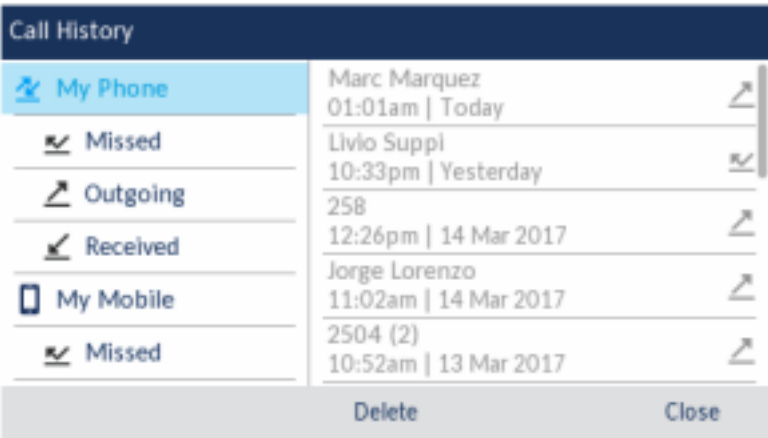 Call History
My Phone
Missed
Outgoing
Received
My Mobile
Missed
Marc Marquez
01:01am | Today
Livio Suppi
10:33pm | Yesterday
258
12:26pm | 14 Mar 2017
Jorge Lorenzo
11:02am | 14 Mar 2017
2504 (2)
10:52am | 13 Mar 2017
Delete
Close